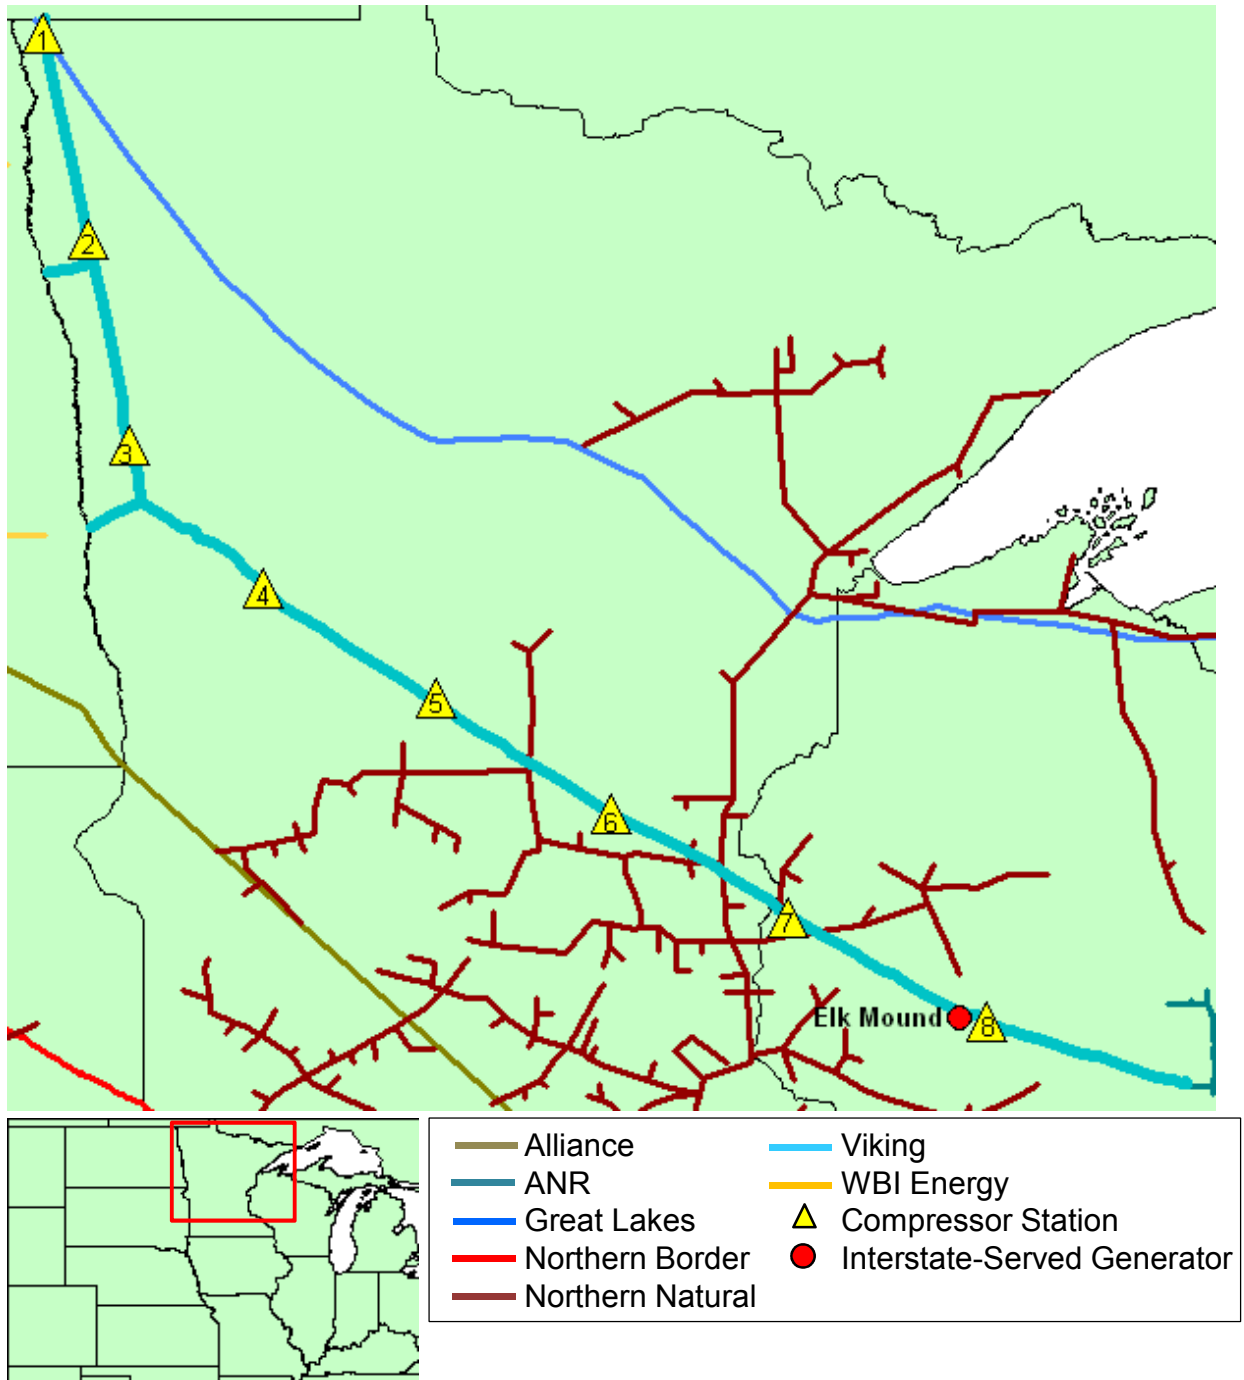 1
2
3
4
5
6
7
Elk Mound
8
Alliance
ANR
Great Lakes
Northern Border
Northern Natural
Viking
WBI Energy
Compressor Station
Interstate-Served Generator